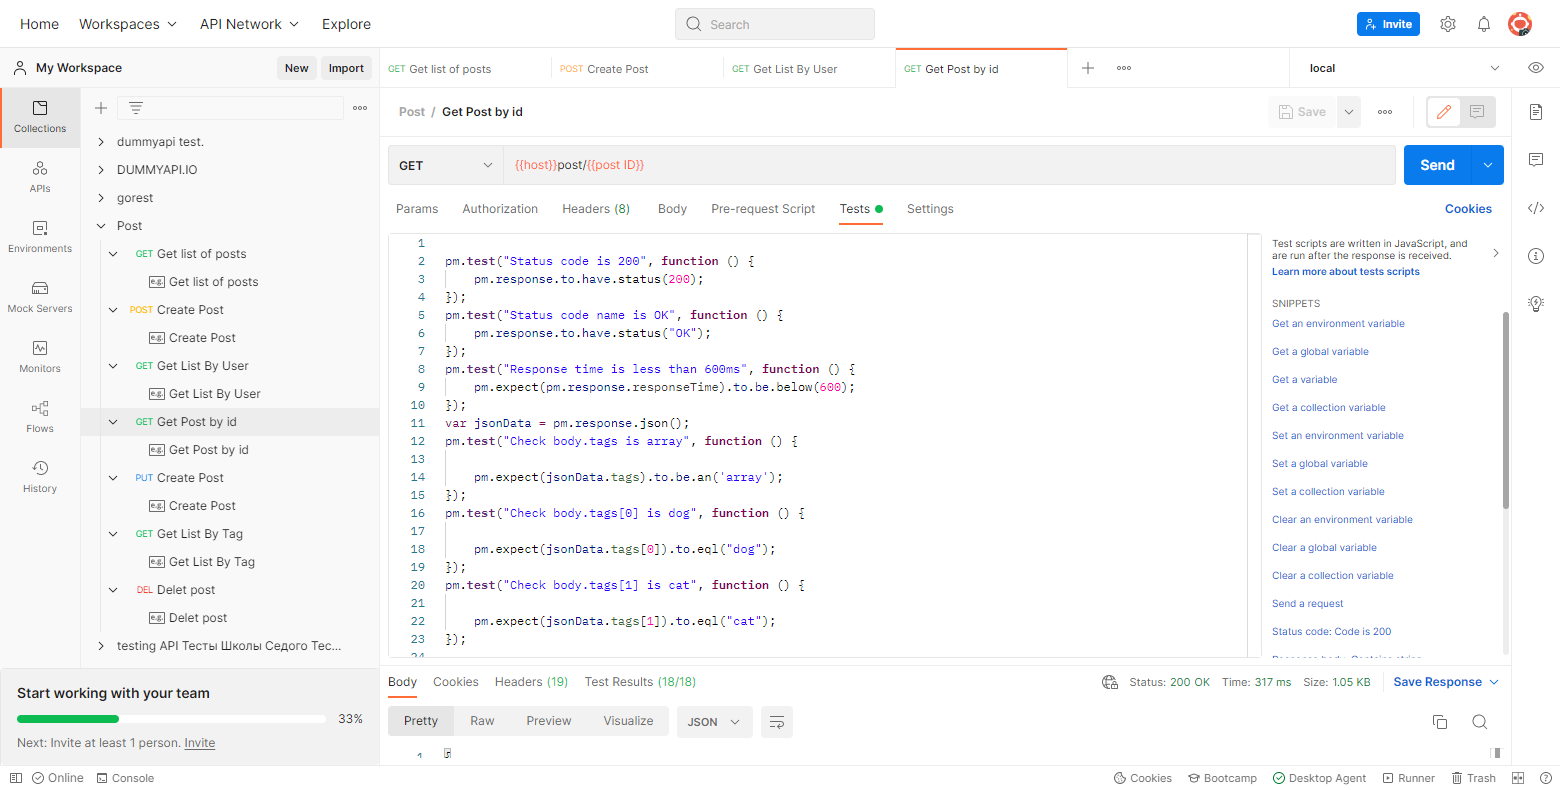 Home Workspaces API Network Explore Search Invite
My Workspace New Import
GET Get list of posts POST Create Post GET Get List By User GET Get Post by id local
Collections
APIs
Environments
Mock Servers
Monitors
Flows
History
dummyapi test.
DUMMYAPI.IO
gorest
Post
GET Get list of posts
e.g. Get list of posts
POST Create Post
e.g. Create Post
GET Get List By User
e.g. Get List By User
GET Get Post by id
e.g. Get Post by id
PUT Create Post
e.g. Create Post
GET Get List By Tag
e.g. Get List By Tag
DEL Delet post
e.g. Delet post
testing API Тесты Школы Седого Тес...
Start working with your team
33%
Next: Invite at least 1 person. Invite
Post / Get Post by id Save
GET {{host}}post/{{post ID}} Send
Params Authorization Headers (8) Body Pre-request Script Tests Settings Cookies
1
2 pm.test("Status code is 200", function () {
3 pm.response.to.have.status(200);
4 });
5 pm.test("Status code name is OK", function () {
6 pm.response.to.have.status("OK");
7 });
8 pm.test("Response time is less than 600ms", function () {
9 pm.expect(pm.response.responseTime).to.be.below(600);
10 });
11 var jsonData = pm.response.json();
12 pm.test("Check body.tags is array", function () {
13
14 pm.expect(jsonData.tags).to.be.an('array');
15 });
16 pm.test("Check body.tags[0] is dog", function () {
17
18 pm.expect(jsonData.tags[0]).to.eql("dog");
19 });
20 pm.test("Check body.tags[1] is cat", function () {
21
22 pm.expect(jsonData.tags[1]).to.eql("cat");
23 });
24
Test scripts are written in JavaScript, and
are run after the response is received.
Learn more about tests scripts
SNIPPETS
Get an environment variable
Get a global variable
Get a variable
Get a collection variable
Set an environment variable
Set a global variable
Set a collection variable
Clear an environment variable
Clear a global variable
Clear a collection variable
Send a request
Status code: Code is 200
Response body: Contains string
Body Cookies Headers (19) Test Results (18/18) Status: 200 OK Time: 317 ms Size: 1.05 KB Save Response
Pretty Raw Preview Visualize JSON
1 {
Online Console Cookies Bootcamp Desktop Agent Runner Trash